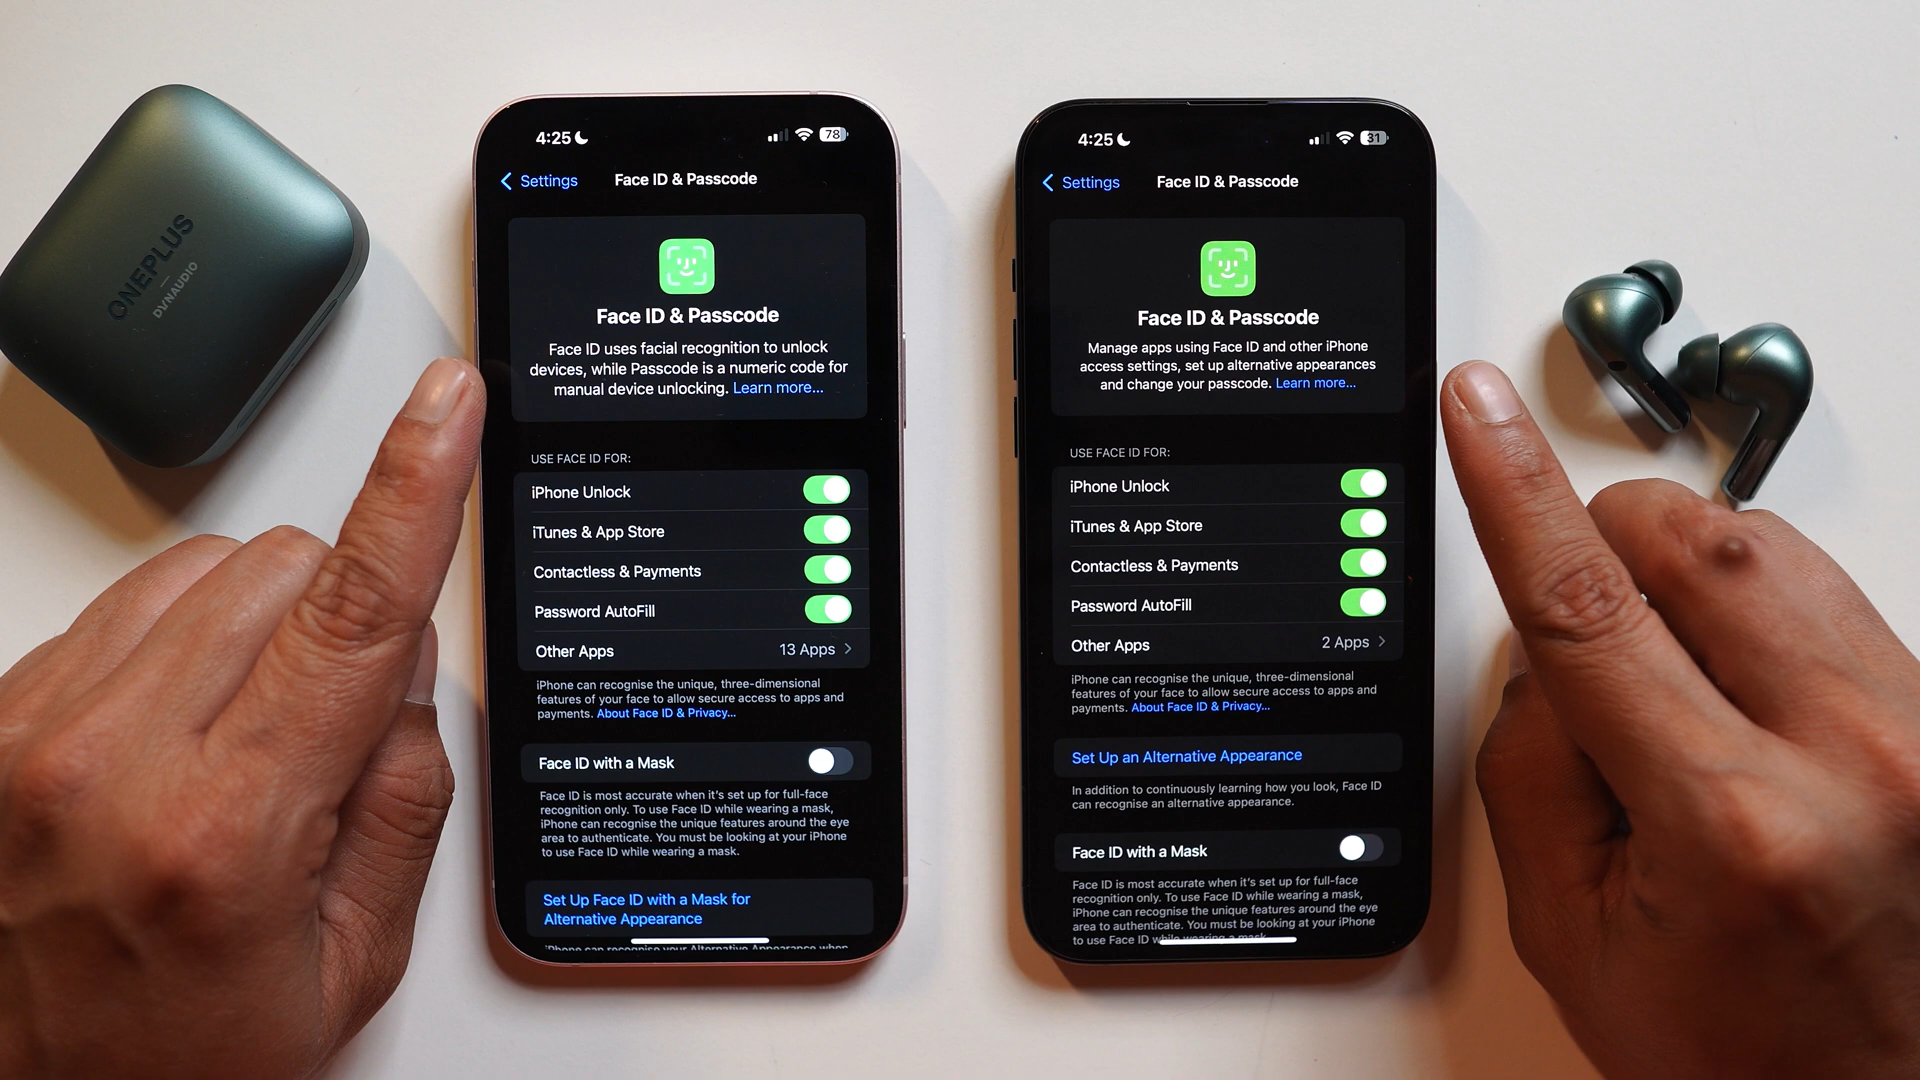 ONEPLUS
DYNAUDIO
4:25
78
Settings
Face ID & Passcode
Face ID & Passcode
Face ID uses facial recognition to unlock
devices, while Passcode is a numeric code for
manual device unlocking. Learn more...
USE FACE ID FOR:
iPhone Unlock
iTunes & App Store
Contactless & Payments
Password AutoFill
Other Apps
13 Apps
iPhone can recognise the unique, three-dimensional
features of your face to allow secure access to apps and
payments. About Face ID & Privacy...
Face ID with a Mask
Face ID is most accurate when it's set up for full-face
recognition only. To use Face ID while wearing a mask,
iPhone can recognise the unique features around the eye
area to authenticate. You must be looking at your iPhone
to use Face ID while wearing a mask.
Set Up Face ID with a Mask for
Alternative Appearance
iPhone can recognise your Alternative Appearance when
4:25
31
Settings
Face ID & Passcode
Face ID & Passcode
Manage apps using Face ID and other iPhone
access settings, set up alternative appearances
and change your passcode. Learn more...
USE FACE ID FOR:
iPhone Unlock
iTunes & App Store
Contactless & Payments
Password AutoFill
Other Apps
2 Apps
iPhone can recognise the unique, three-dimensional
features of your face to allow secure access to apps and
payments. About Face ID & Privacy...
Set Up an Alternative Appearance
In addition to continuously learning how you look, Face ID
can recognise an alternative appearance.
Face ID with a Mask
Face ID is most accurate when it's set up for full-face
recognition only. To use Face ID while wearing a mask,
iPhone can recognise the unique features around the eye
area to authenticate. You must be looking at your iPhone
to use Face ID while wearing a mask.